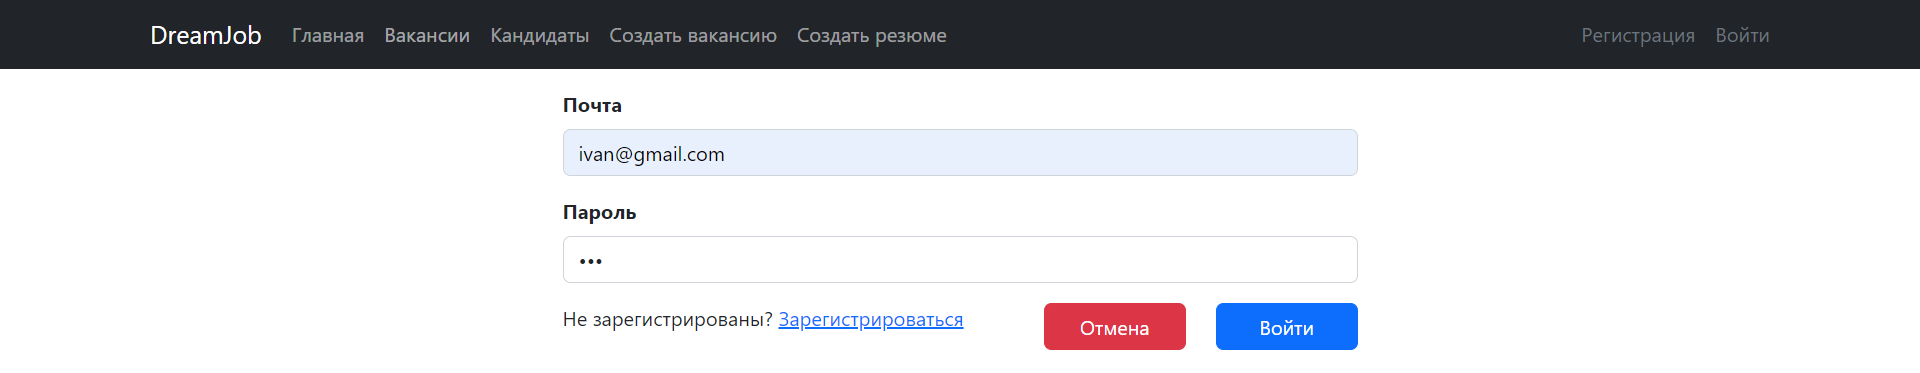 DreamJob Главная Вакансии Кандидаты Создать вакансию Создать резюме Регистрация Войти
Почта
ivan@gmail.com
Пароль
•••
Не зарегистрированы? Зарегистрироваться Отмена Войти